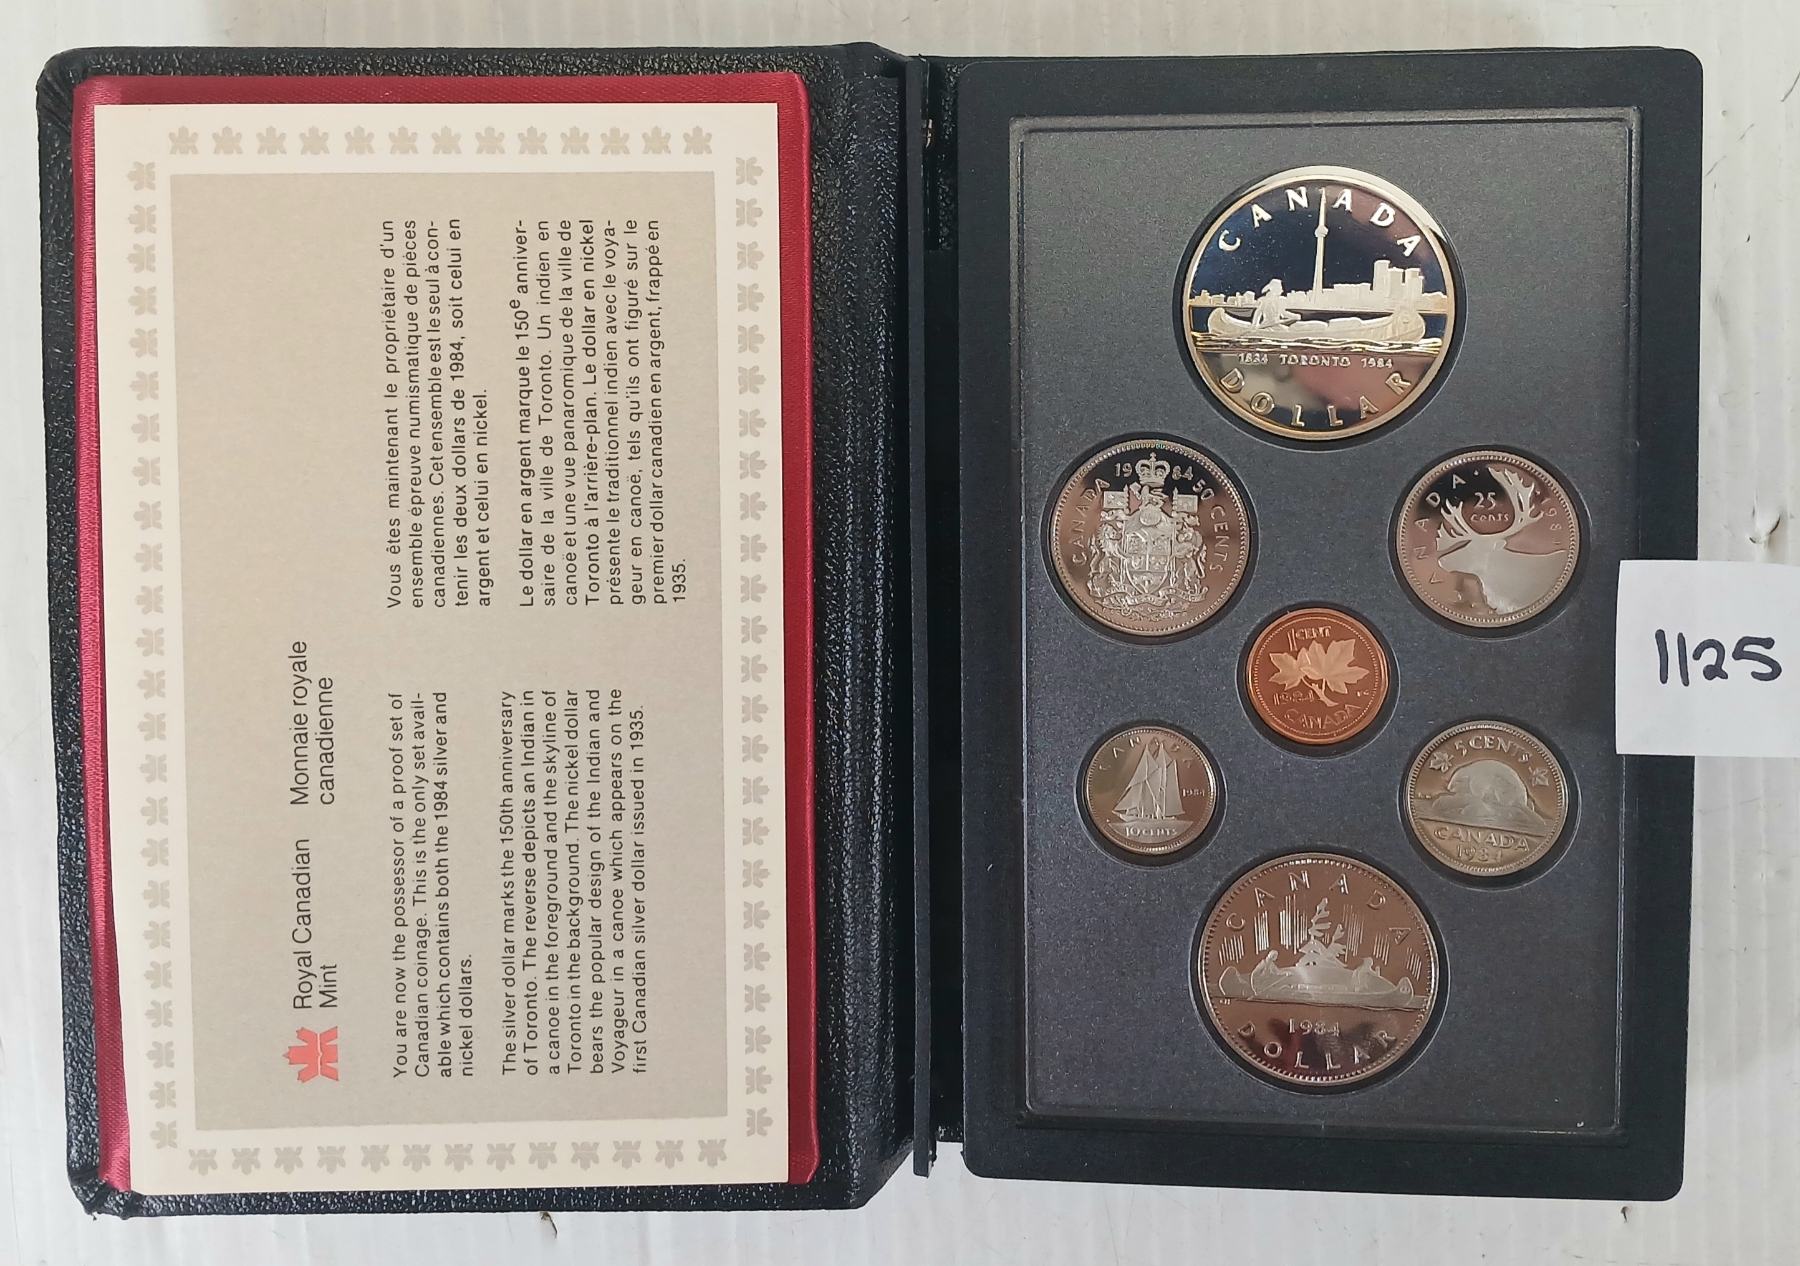 Royal Canadian
Mint
Monnaie royale
canadienne
You are now the possessor of a proof set of
Canadian coinage. This is the only set avail-
able which contains both the 1984 silver and
nickel dollars.
The silver dollar marks the 150th anniversary
of Toronto. The reverse depicts an Indian in
a canoe in the foreground and the skyline of
Toronto in the background. The nickel dollar
bears the popular design of the Indian and
Voyageur in a canoe which appears on the
first Canadian silver dollar issued in 1935.
Vous êtes maintenant le propriétaire d'un
ensemble épreuve numismatique de pièces
canadiennes. Cet ensemble est le seul à con-
tenir les deux dollars de 1984, soit celui en
argent et celui en nickel.
Le dollar en argent marque le 150e anniver-
saire de la ville de Toronto. Un indien en
canoë et une vue panaromique de la ville de
Toronto à l'arrière-plan. Le dollar en nickel
présente le traditionnel indien avec le voya-
geur en canoë, tels qu'ils ont figuré sur le
premier dollar canadien en argent, frappé en
1935.
CANADA
1834 TORONTO 1984
DOLLAR
1984
CANADA 50 CENTS
CANADA
25
cents
198
1 CENT
1984
CANADA
CANADA
1984
10 CENTS
5 CENTS
CANADA
1984
CANADA
1984
DOLLAR
1125